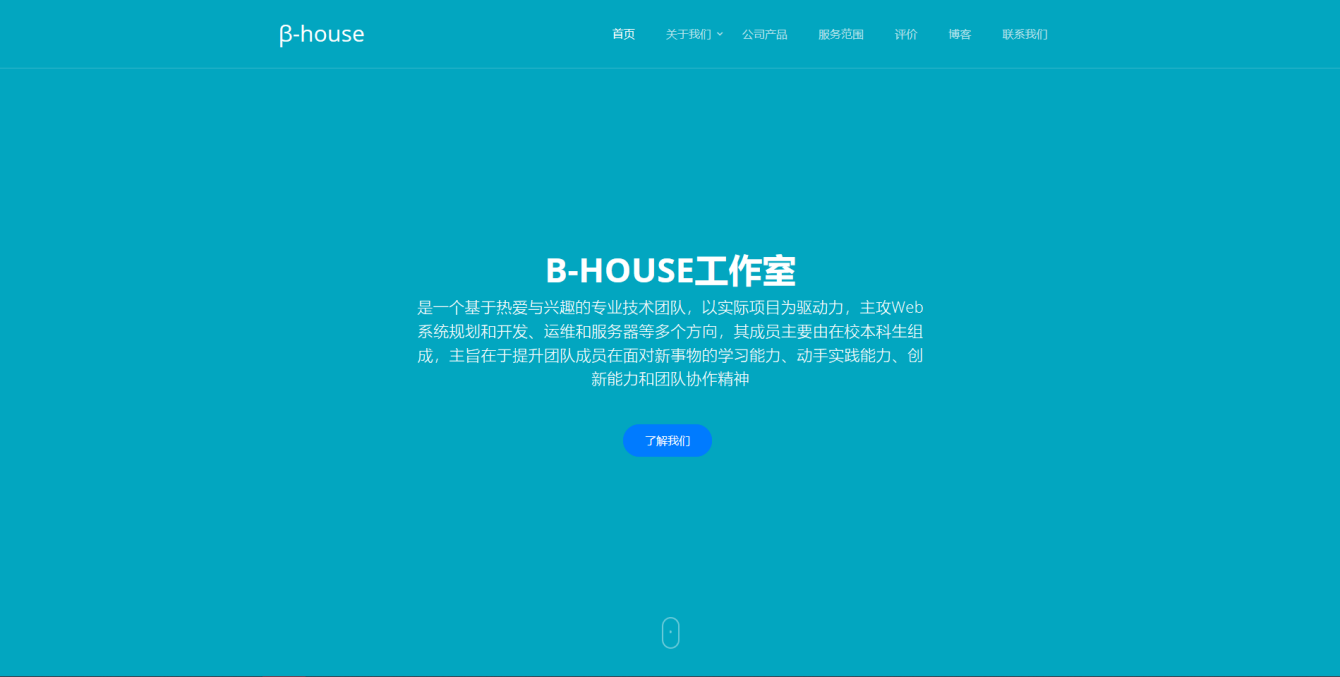 β-house
首页
关于我们
公司产品
服务范围
评价
博客
联系我们
B-HOUSE工作室
是一个基于热爱与兴趣的专业技术团队，以实际项目为驱动力，主攻Web
系统规划和开发、运维和服务器等多个方向，其成员主要由在校本科生组
成，主旨在于提升团队成员在面对新事物的学习能力、动手实践能力、创
新能力和团队协作精神
了解我们